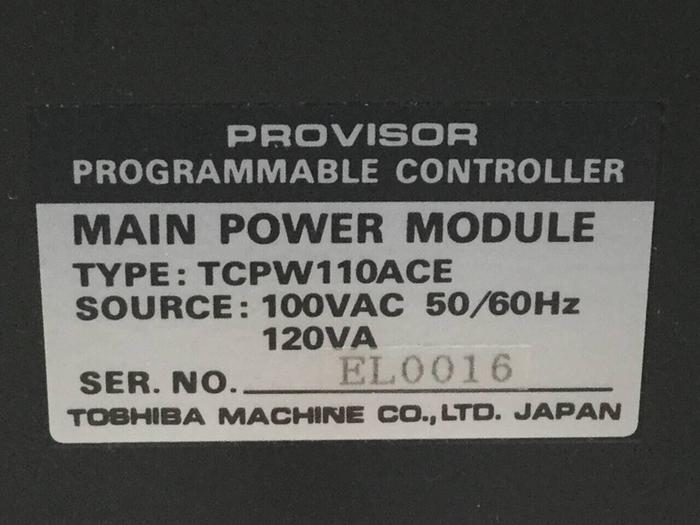 PROVISOR
PROGRAMMABLE CONTROLLER
MAIN POWER MODULE
TYPE: TCPW110ACE
SOURCE: 100VAC 50/60Hz
120VA
SER. NO. EL0016
TOSHIBA MACHINE CO.,LTD. JAPAN